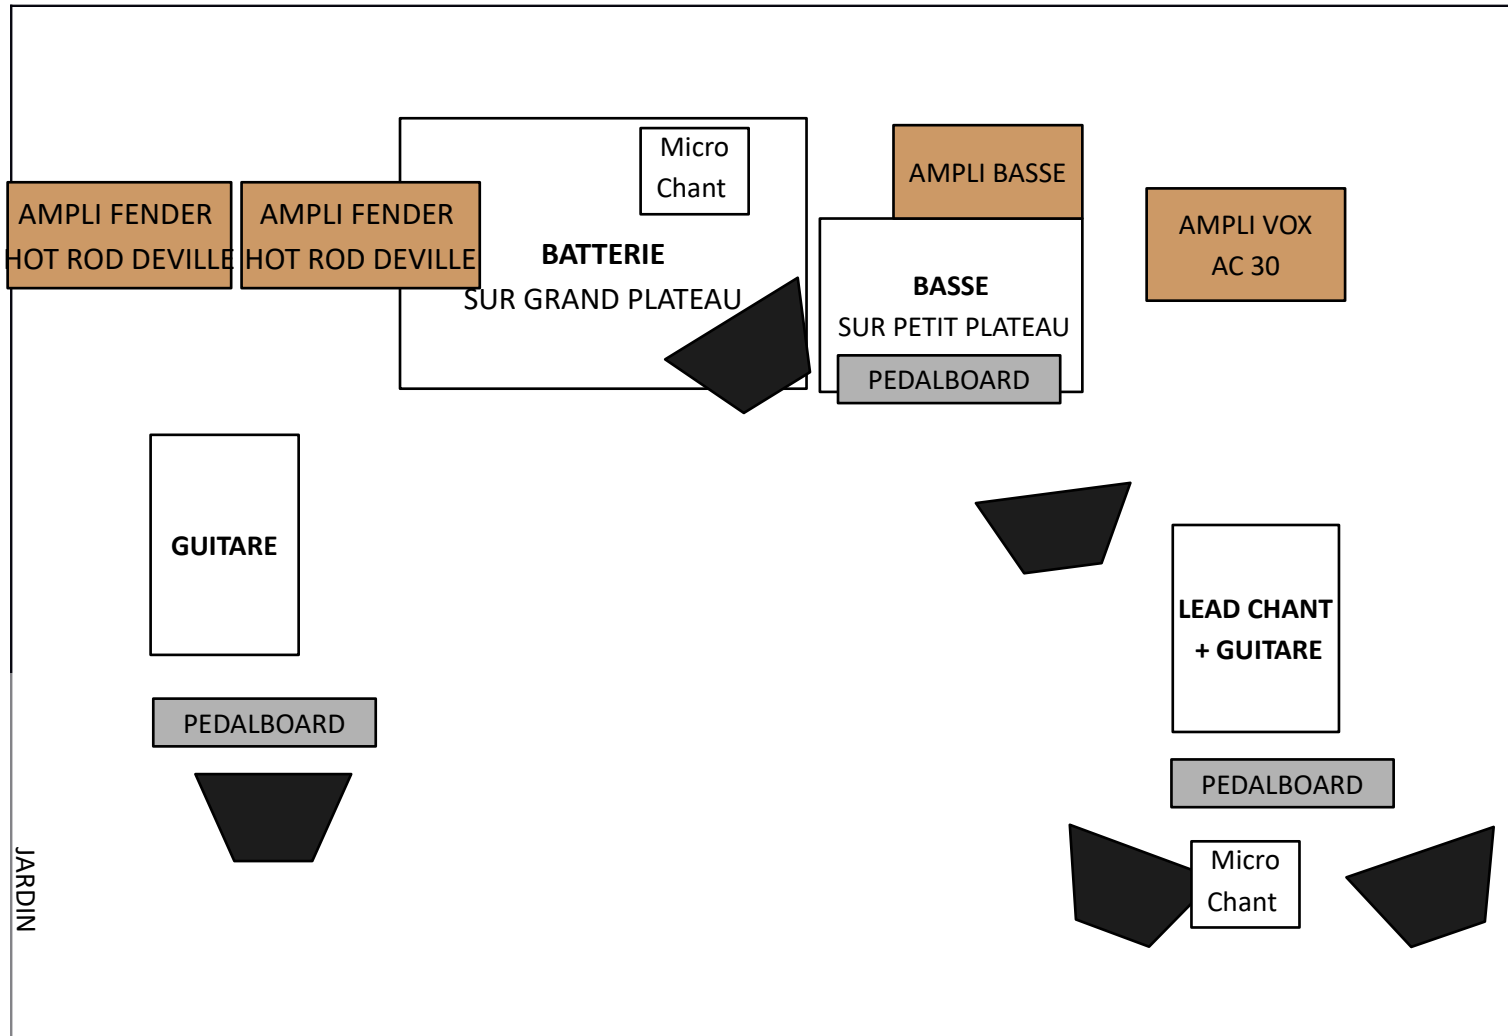 Micro
Chant
AMPLI BASSE
AMPLI FENDER
HOT ROD DEVILLE
AMPLI FENDER
HOT ROD DEVILLE
BATTERIE
SUR GRAND PLATEAU
BASSE
SUR PETIT PLATEAU
PEDALBOARD
AMPLI VOX
AC 30
GUITARE
PEDALBOARD
LEAD CHANT
+ GUITARE
PEDALBOARD
Micro
Chant
JARDIN